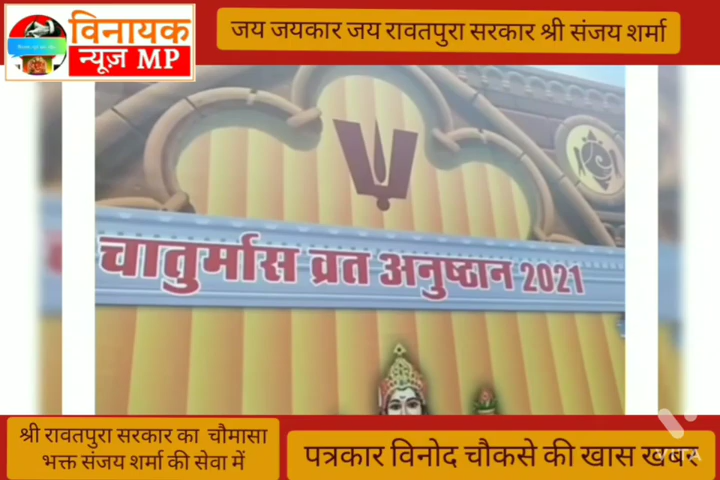 विनायक
न्यूज़ MP
जय जयकार जय रावतपुरा सरकार श्री संजय शर्मा
चातुर्मास व्रत अनुष्ठान 2021
श्री रावतपुरा सरकार का चौमासा
भक्त संजय शर्मा की सेवा में
पत्रकार विनोद चौकसे की खास खबर
VITA